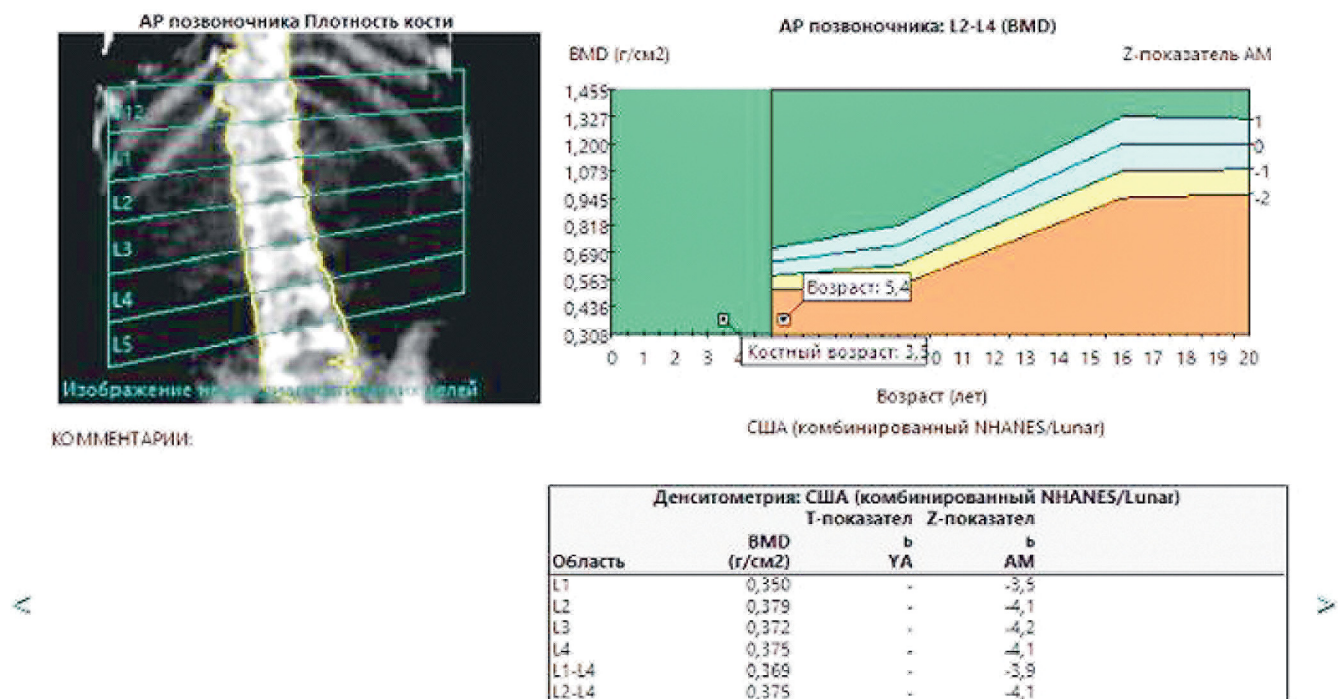 АР позвоночника Плотность кости
L1
L2
L3
L4
L5
Изображение
КОММЕНТАРИИ:
АР позвоночника: L2-L4 (BMD)
BMD (г/см2) Z-показатель AM
1,455
1,327
1,200
1,073
0,945
0,818
0,690
0,563
0,436
0,308
1
0
-1
-2
Возраст: 5,4
Костный возраст: 3,3
0 1 2 3 4 10 11 12 13 14 15 16 17 18 19 20
Возраст (лет)
США (комбинированный NHANES/Lunar)
Денситометрия: США (комбинированный NHANES/Lunar)
Т-показател Z-показател
BMD ь ь
Область (г/см2) YA AM
L1 0,350 - -3,5
L2 0,379 - -4,1
L3 0,372 - -4,2
L4 0,375 - -4,1
L1-L4 0,369 - -3,9
L2-L4 0,375 - -4,1
< >